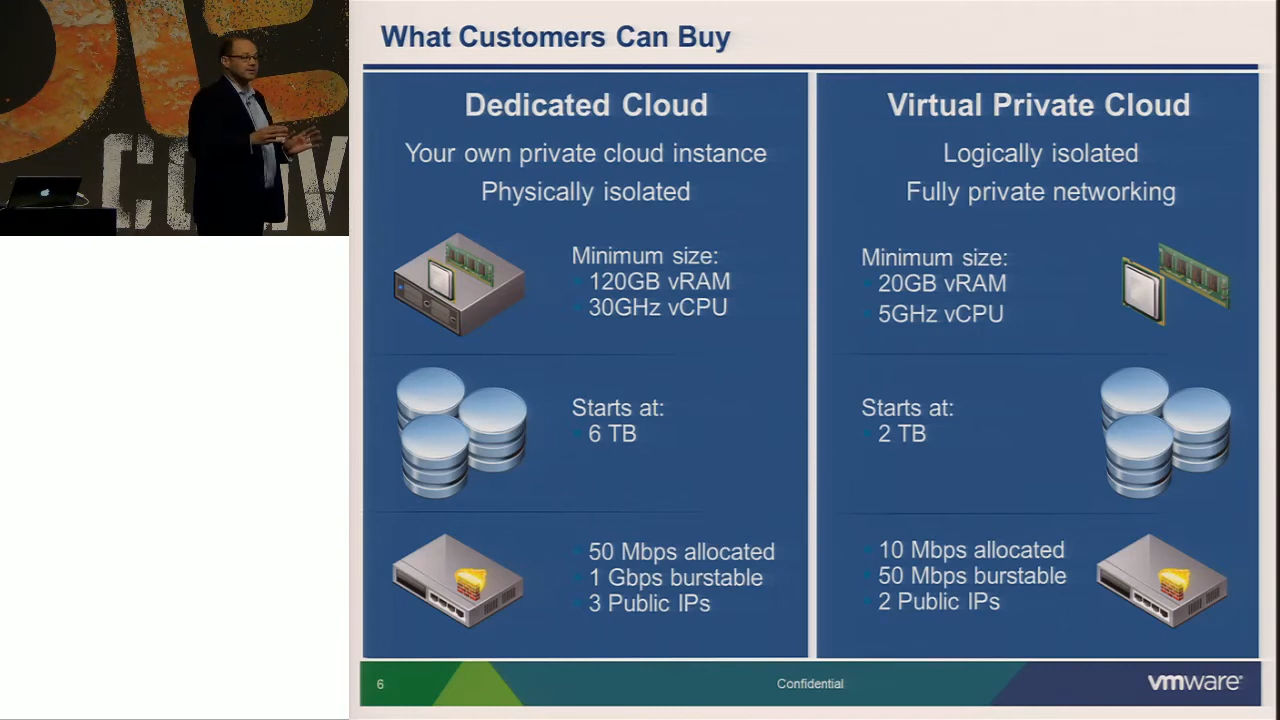 What Customers Can Buy
Dedicated Cloud
Your own private cloud instance
Physically isolated
Minimum size:
120GB vRAM
30GHz vCPU
Starts at:
6 TB
50 Mbps allocated
1 Gbps burstable
3 Public IPs
Virtual Private Cloud
Logically isolated
Fully private networking
Minimum size:
20GB vRAM
5GHz vCPU
Starts at:
2 TB
10 Mbps allocated
50 Mbps burstable
2 Public IPs
6
Confidential
vmware